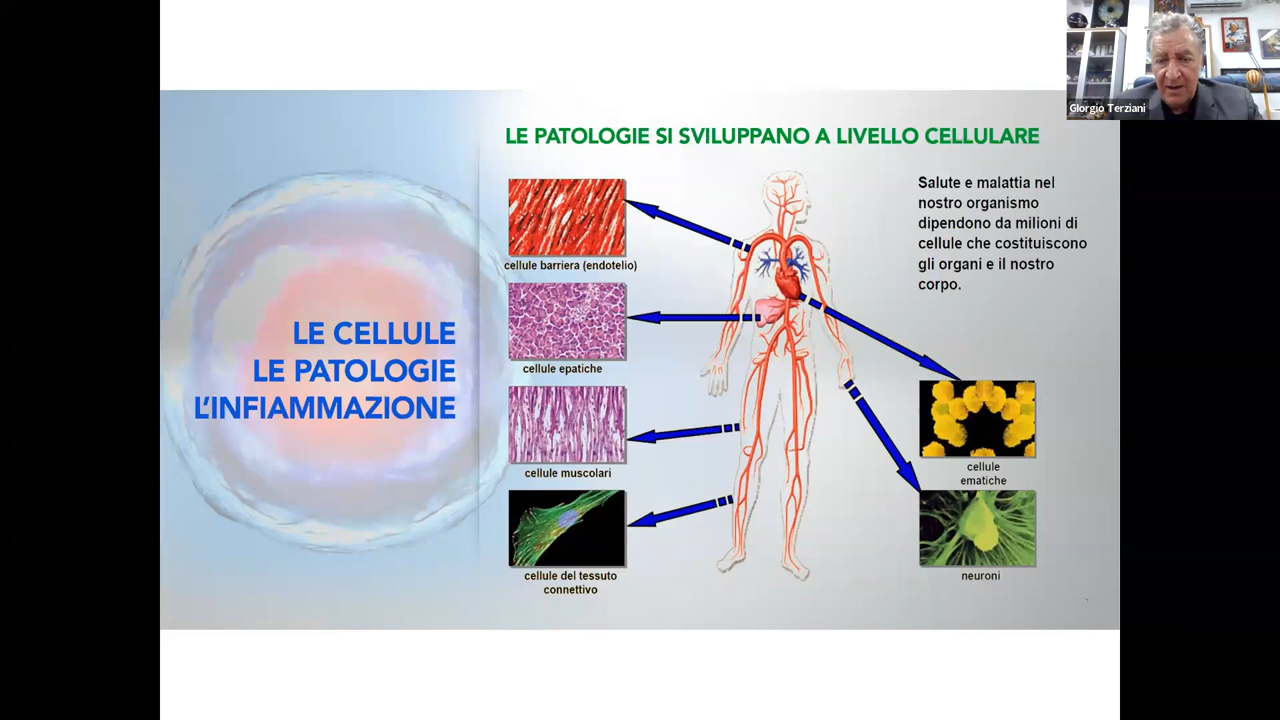 GIorgio Terziani
LE PATOLOGIE SI SVILUPPANO A LIVELLO CELLULARE
LE CELLULE
LE PATOLOGIE
L'INFIAMMAZIONE
cellule barriera (endotelio)
cellule epatiche
cellule muscolari
cellule del tessuto
connettivo
Salute e malattia nel
nostro organismo
dipendono da milioni di
cellule che costituiscono
gli organi e il nostro
corpo.
cellule
ematiche
neuroni